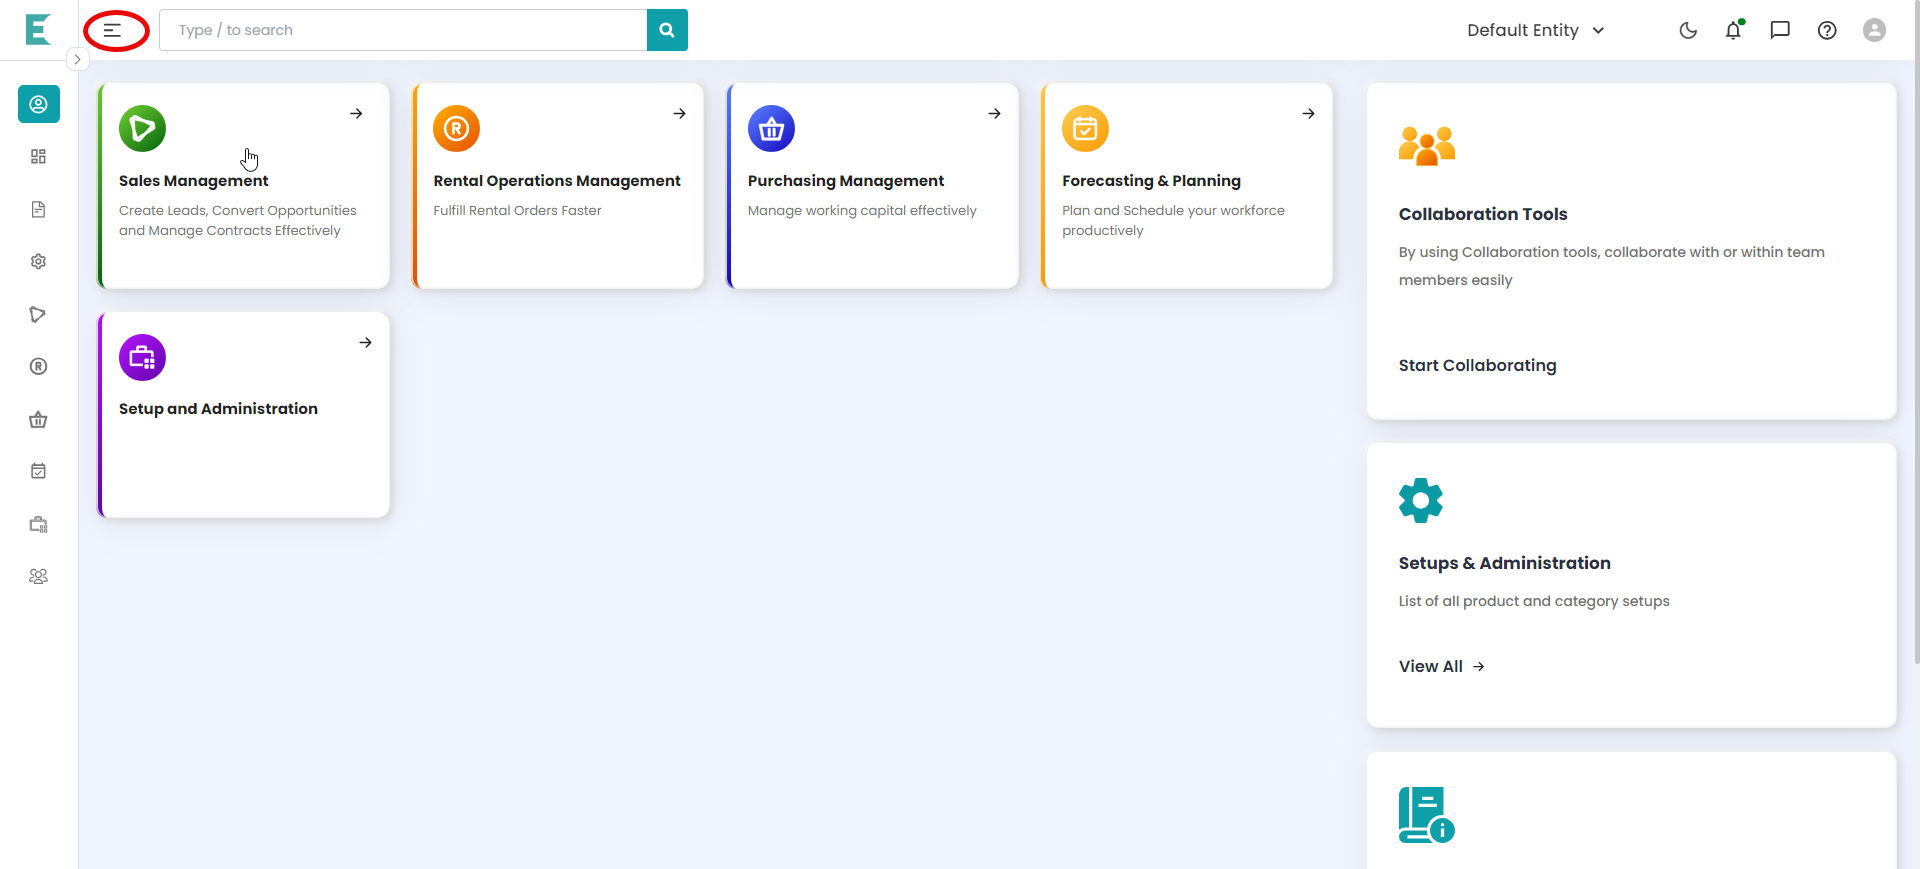 E
Type / to search
Default Entity
Sales Management
Create Leads, Convert Opportunities
and Manage Contracts Effectively
R
Rental Operations Management
Fulfill Rental Orders Faster
Purchasing Management
Manage working capital effectively
Forecasting & Planning
Plan and Schedule your workforce
productively
Setup and Administration
Collaboration Tools
By using Collaboration tools, collaborate with or within team
members easily
Start Collaborating
Setups & Administration
List of all product and category setups
View All